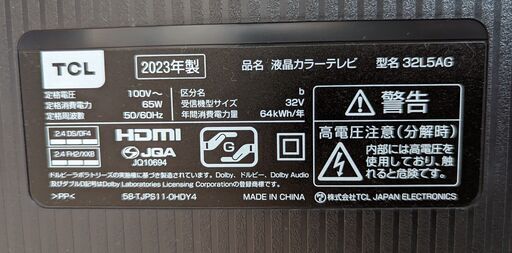 TCL 2023年製 品名 液晶カラーテレビ 型名 32L5AG
定格電圧 100V～ 区分名 b
定格消費電力 65W 受信機型サイズ 32V
定格周波数 50/60Hz 年間消費電力量 64kWh/年
2.4 DS/OF4
2.4 FH2/XXB
HDMI
JQA
JQ10694
G
警告
高電圧注意(分解時)
内部には高電圧を
使用しており、触れ
ると危険です。
ドルビーラボラトリーズの実施権に基づき製造されています。Dolby、ドルビー、Dolby Audio
及びダブルD記号はDolby Laboratories Licensing Corporationの登録商標です。
>PP< 58-TJPS11-0HDY4 MADE IN CHINA 株式会社TCL JAPAN ELECTRONICS